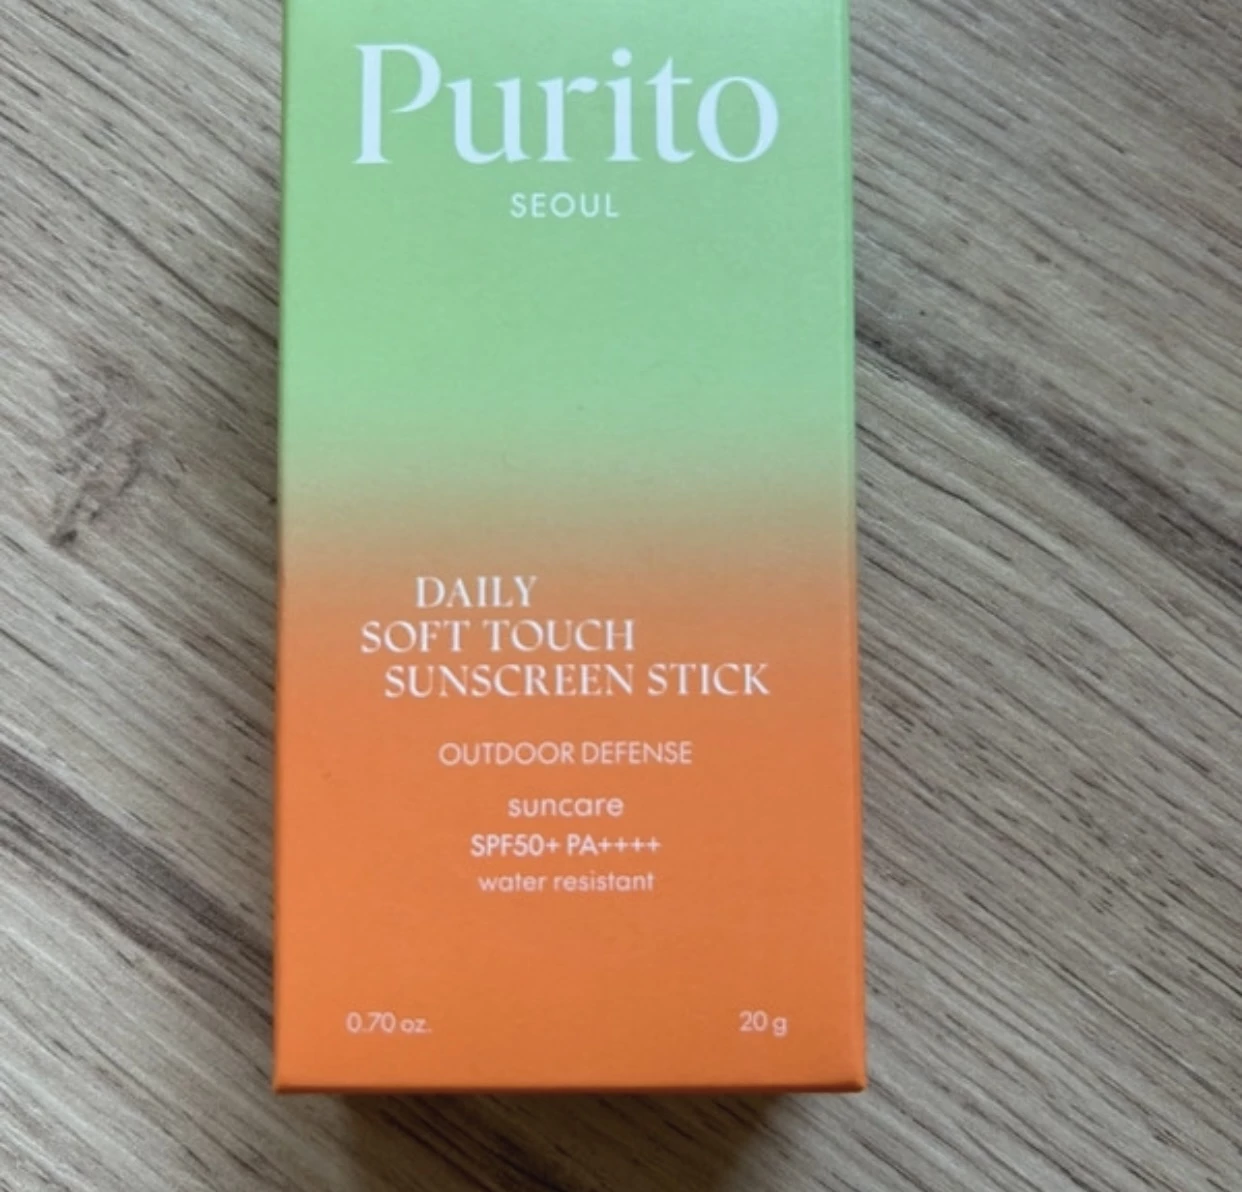 Purito
SEOUL
DAILY
SOFT TOUCH
SUNSCREEN STICK
OUTDOOR DEFENSE
suncare
SPF50+ PA++++
water resistant
0.70 oz. 20 g